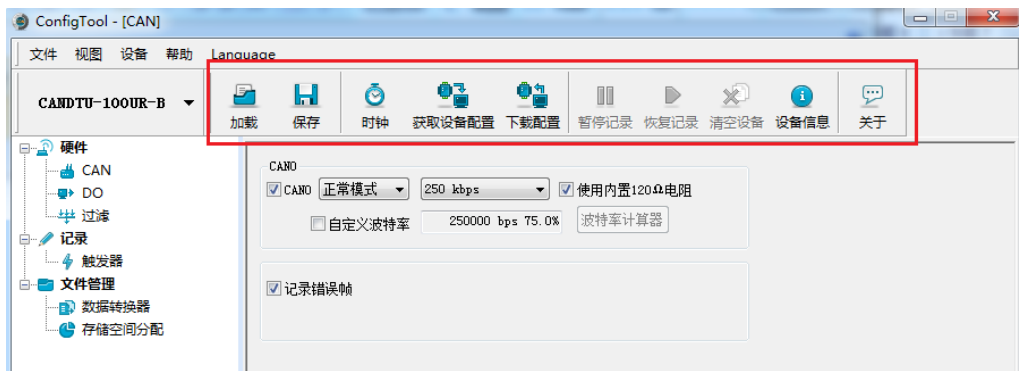 ConfigTool - [CAN]
文件 视图 设备 帮助 Language
CANDTU-100UR-B
加载 保存 时钟 获取设备配置 下载配置 暂停记录 恢复记录 清空设备 设备信息 关于
硬件
CAN
DO
过滤
记录
触发器
文件管理
数据转换器
存储空间分配
CAN0
CAN0 正常模式 250 kbps 使用内置120Ω电阻
自定义波特率 250000 bps 75.0% 波特率计算器
记录错误帧